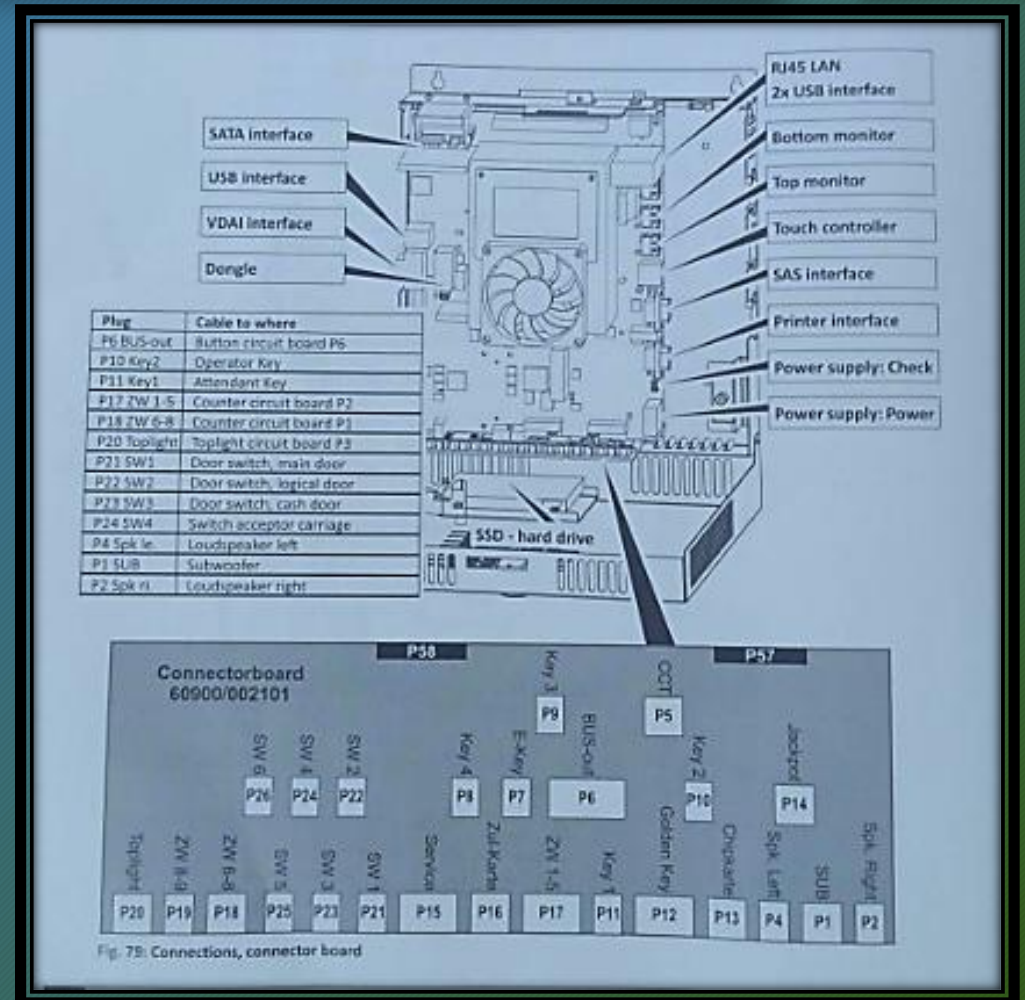 RJ45 LAN
2x USB interface
SATA interface
Bottom monitor
USB interface
Top monitor
VDAI interface
Touch controller
Dongle
SAS interface
Printer interface
Power supply: Check
Power supply: Power
Plug Cable to where
P6 BUS-out Button circuit board P6
P10 Key2 Operator Key
P11 Key1 Attendant Key
P17 ZW 1-5 Counter circuit board P2
P18 ZW 6-8 Counter circuit board P1
P20 Toplight Toplight circuit board P3
P21 SW1 Door switch, main door
P22 SW2 Door switch, logical door
P23 SW3 Door switch, cash door
P24 SW4 Switch acceptor carriage
P4 Spk le. Loudspeaker left
P1 SUB Subwoofer
P2 Spk ri. Loudspeaker right
SSD - hard drive
P58
P57
Connectorboard
60900/002101
Key 3
CCT
P9
P5
SW 6
SW 4
SW 2
Key 4
E-Key
BUS-out
Key 2
Jackpot
P26
P24
P22
P8
P7
P6
P10
P14
Toplight
ZW 8-9
ZW 6-8
SW 5
SW 3
SW 1
Service
Zul-Karte
ZW 1-5
Key 1
Golden Key
Chipkarte
Spk. Left
SUB
Spk. Right
P20
P19
P18
P25
P23
P21
P15
P16
P17
P11
P12
P13
P4
P1
P2
Fig. 79: Connections, connector board